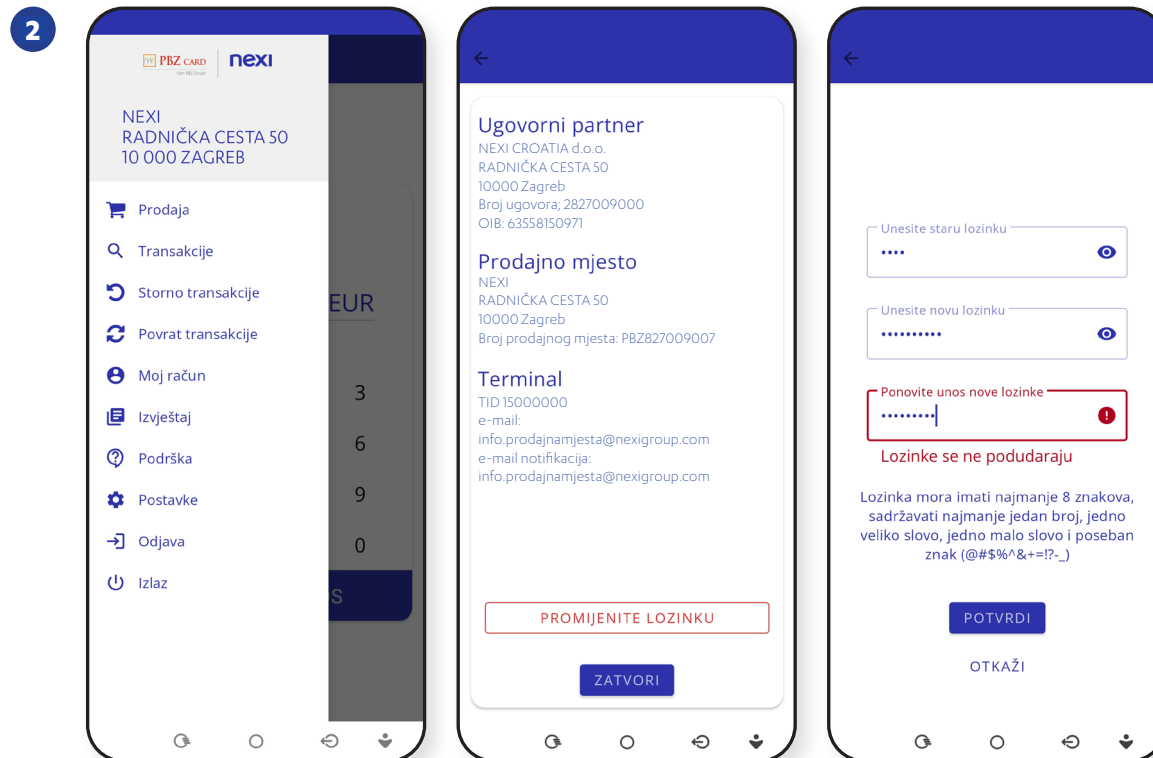 2
PBZ CARD nexi
NEXI
RADNIČKA CESTA 50
10 000 ZAGREB
Prodaja
Transakcije
Storno transakcije
Povrat transakcije
Moj račun
Izvještaj
Podrška
Postavke
Odjava
Izlaz
EUR
3
6
9
0
S
Ugovorni partner
NEXI CROATIA d.o.o.
RADNIČKA CESTA 50
10000 Zagreb
Broj ugovora; 2827009000
OIB: 63558150971
Prodajno mjesto
NEXI
RADNIČKA CESTA 50
10000 Zagreb
Broj prodajnog mjesta: PBZ827009007
Terminal
TID 15000000
e-mail:
info.prodajnamjesta@nexigroup.com
e-mail notifikacija:
info.prodajnamjesta@nexigroup.com
PROMIJENITE LOZINKU
ZATVORI
Unesite staru lozinku
••••
Unesite novu lozinku
••••••••••
Ponovite unos nove lozinke
•••••••••
Lozinke se ne podudaraju
Lozinka mora imati najmanje 8 znakova,
sadržavati najmanje jedan broj, jedno
veliko slovo, jedno malo slovo i poseban
znak (@#$%^&+=!?-_)
POTVRDI
OTKAŽI